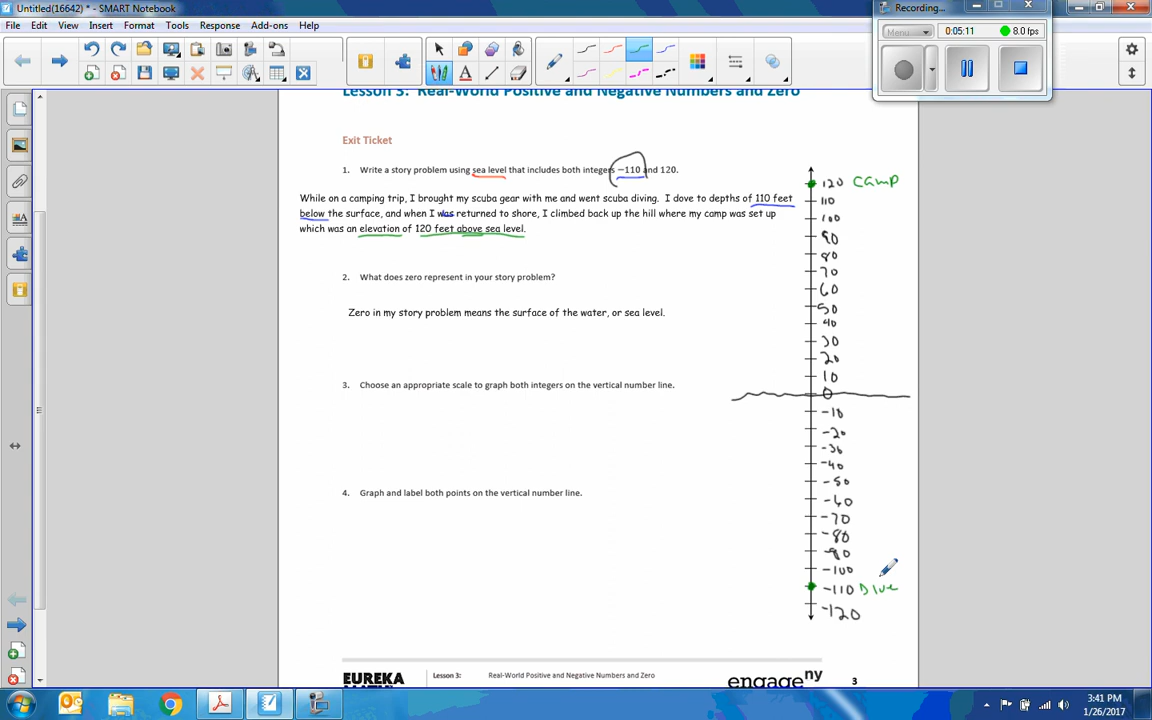 Untitled(16642) * - SMART Notebook
File Edit View Insert Format Tools Response Add-ons Help
Recording...
Menu
0:05:11
8.0 fps
Lesson 3: Real-World Positive and Negative Numbers and Zero
Exit Ticket
1. Write a story problem using sea level that includes both integers −110 and 120.
While on a camping trip, I brought my scuba gear with me and went scuba diving. I dove to depths of 110 feet
below the surface, and when I was returned to shore, I climbed back up the hill where my camp was set up
which was an elevation of 120 feet above sea level.
2. What does zero represent in your story problem?
Zero in my story problem means the surface of the water, or sea level.
3. Choose an appropriate scale to graph both integers on the vertical number line.
4. Graph and label both points on the vertical number line.
120 camp
110
100
90
80
70
60
50
40
30
20
10
0
-10
-20
-30
-40
-50
-60
-70
-80
-90
-100
-110 Dive
-120
EUREKA
MATH
Lesson 3: Real-World Positive and Negative Numbers and Zero
engage ny
3
3:41 PM
1/26/2017